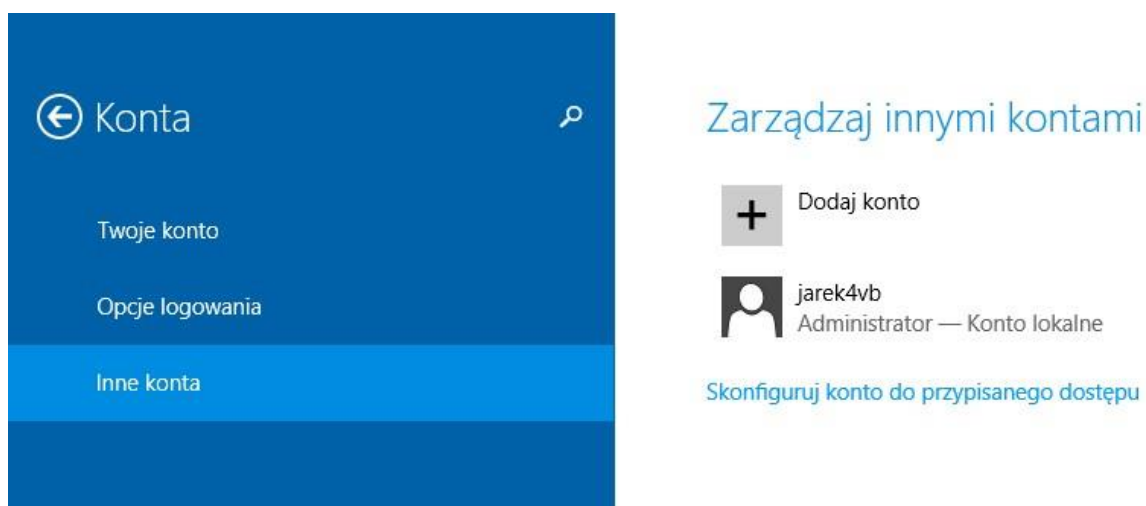 Konta
Twoje konto
Opcje logowania
Inne konta
Zarządzaj innymi kontami
Dodaj konto
jarek4vb
Administrator — Konto lokalne
Skonfiguruj konto do przypisanego dostępu